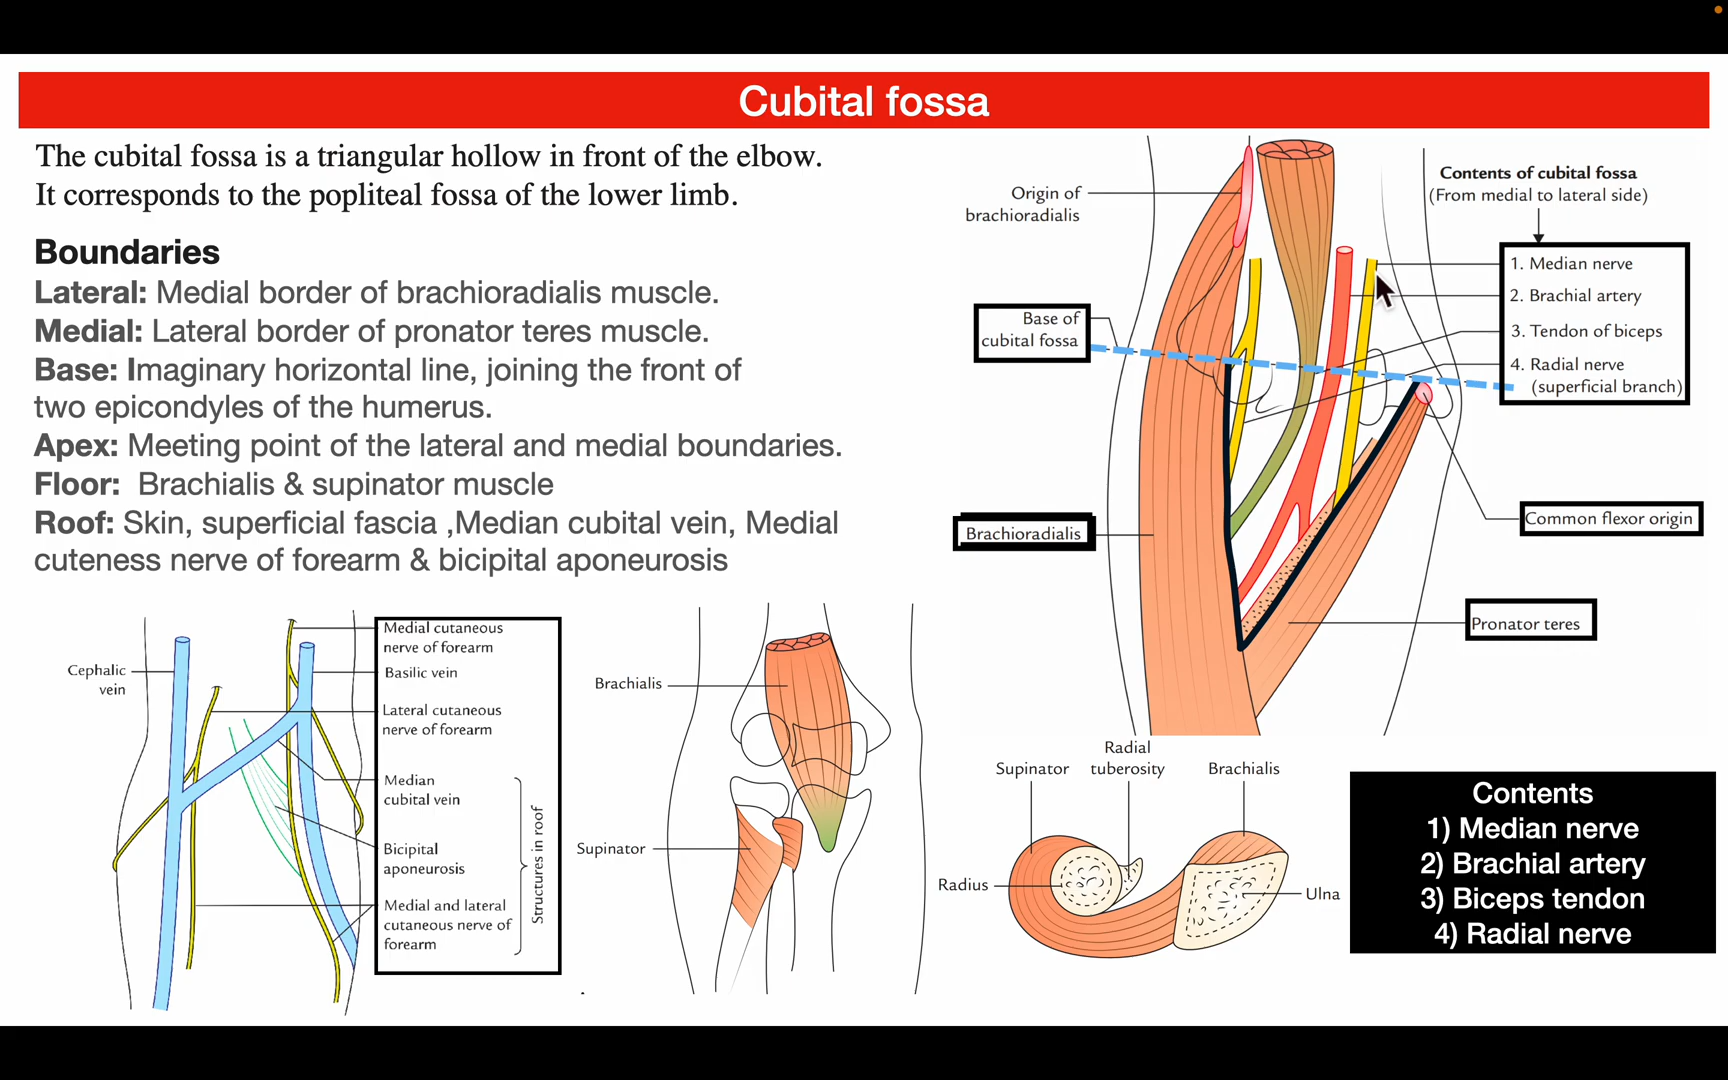 Cubital fossa
The cubital fossa is a triangular hollow in front of the elbow.
It corresponds to the popliteal fossa of the lower limb.
Boundaries
Lateral: Medial border of brachioradialis muscle.
Medial: Lateral border of pronator teres muscle.
Base: Imaginary horizontal line, joining the front of
two epicondyles of the humerus.
Apex: Meeting point of the lateral and medial boundaries.
Floor: Brachialis & supinator muscle
Roof: Skin, superficial fascia ,Median cubital vein, Medial
cuteness nerve of forearm & bicipital aponeurosis
Origin of
brachioradialis
Base of
cubital fossa
Brachioradialis
Contents of cubital fossa
(From medial to lateral side)
1. Median nerve
2. Brachial artery
3. Tendon of biceps
4. Radial nerve
(superficial branch)
Common flexor origin
Pronator teres
Cephalic
vein
Medial cutaneous
nerve of forearm
Basilic vein
Lateral cutaneous
nerve of forearm
Median
cubital vein
Bicipital
aponeurosis
Medial and lateral
cutaneous nerve of
forearm
Structures in roof
Brachialis
Supinator
Supinator
Radial
tuberosity
Brachialis
Radius
Ulna
Contents
1) Median nerve
2) Brachial artery
3) Biceps tendon
4) Radial nerve